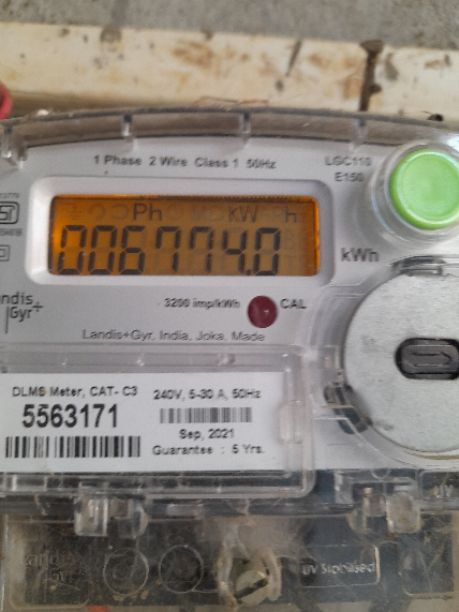 1 Phase 2 Wire Class 1 50Hz
LGC110
E150
Ph kW h
006774.0
kWh
3200 imp/kWh CAL
Landis+Gyr, India, Joka, Made
Gyr+
DLMS Meter, CAT- C3
5563171
240V, 5-30 A, 50Hz
Sep, 2021
Guarantee : 5 Yrs.
UV Stabilised